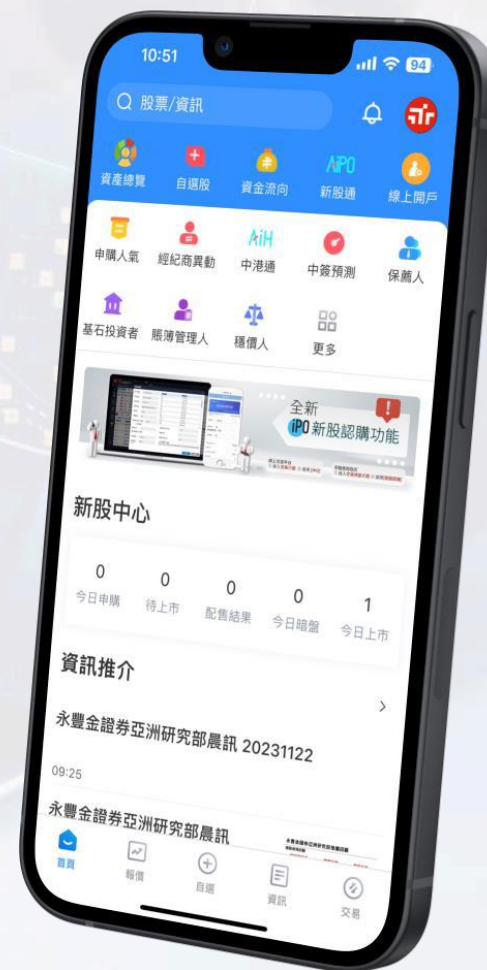 10:51
94
股票/資訊
資產總覽 自選股 資金流向 AiPO 新股通 線上開戶
申購人氣 經紀商異動 AiH 中港通 中簽預測 保薦人
基石投資者 賬簿管理人 穩價人 更多
全新
iPO 新股認購功能
新股中心
0 0 0 0 1
今日申購 待上市 配售結果 今日暗盤 今日上市
資訊推介
永豐金證券亞洲研究部晨訊 20231122
09:25
永豐金證券亞洲研究部晨訊
首頁 報價 自選 資訊 交易